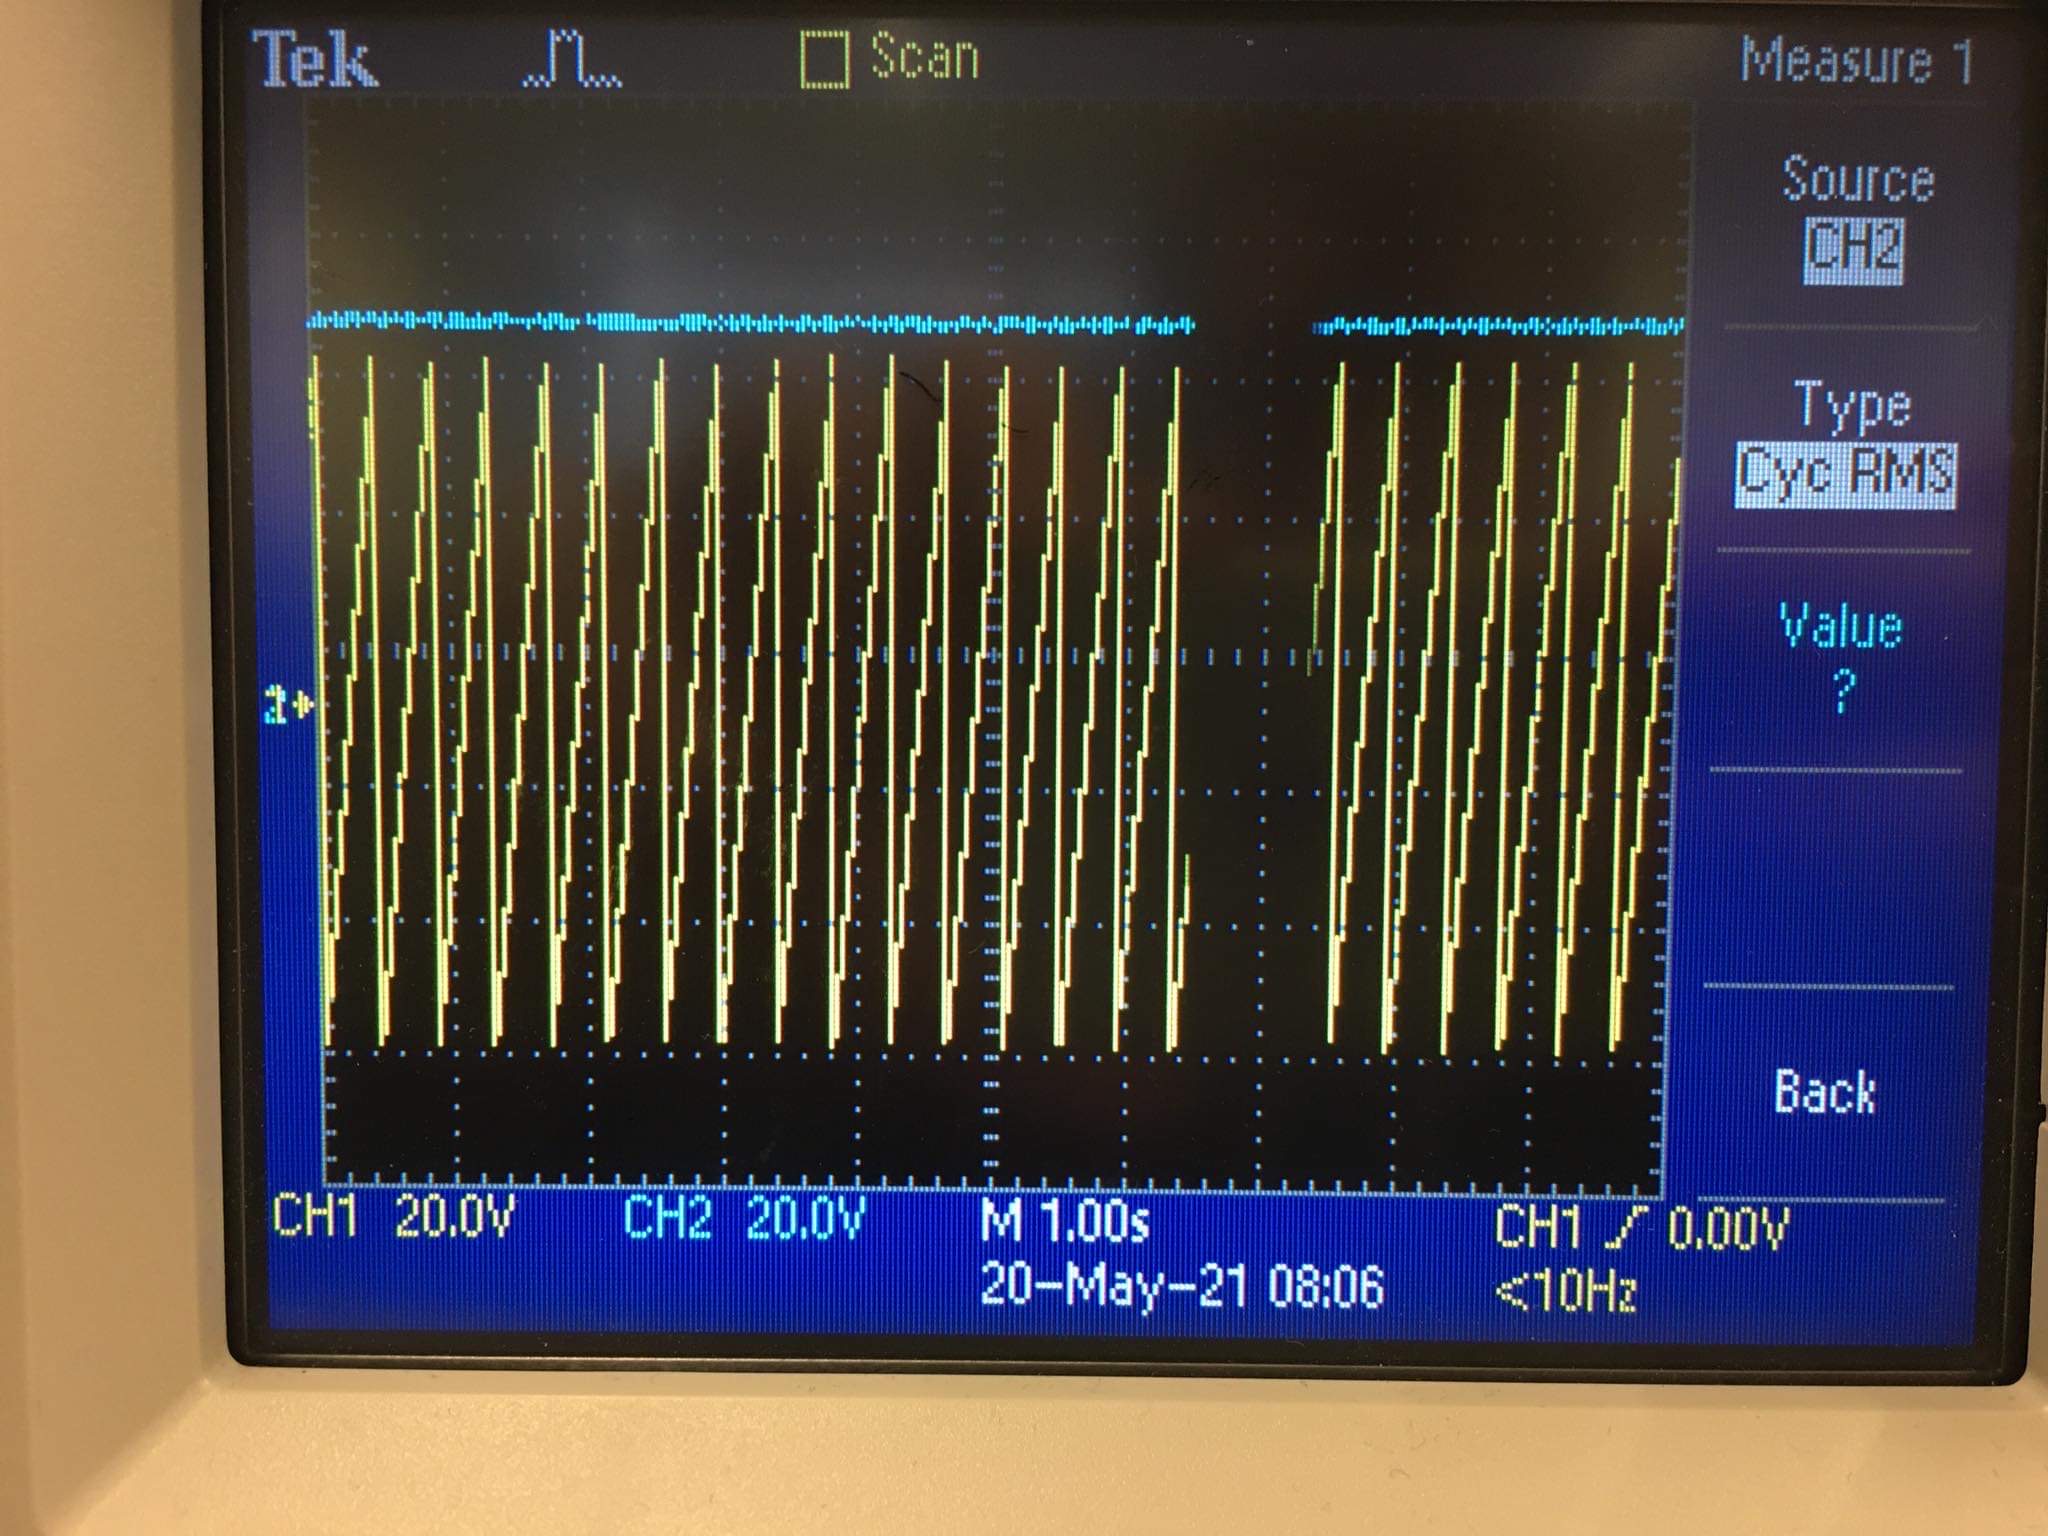 Tek Scan Measure 1
Source
CH2
Type
Cyc RMS
Value
?
Back
CH1 20.0V CH2 20.0V M 1.00s CH1 0.00V
20-May-21 08:06 <10Hz